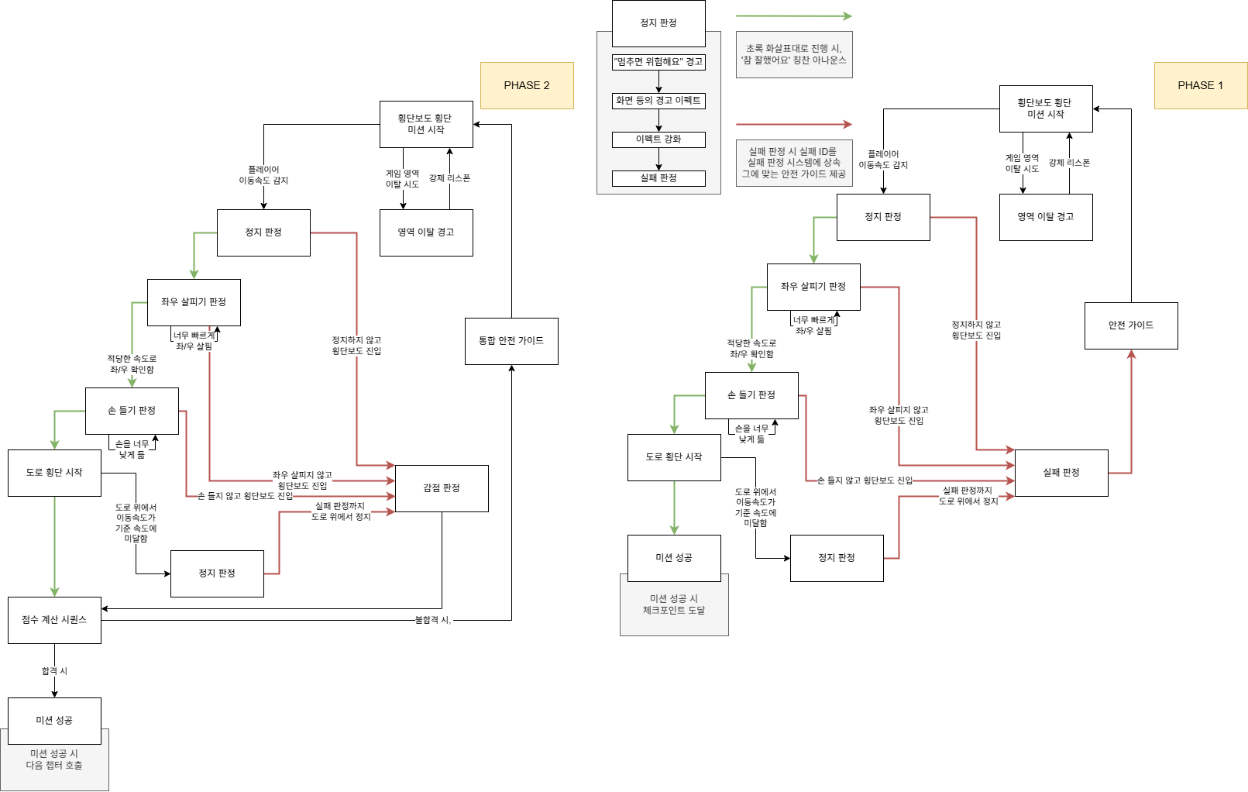 PHASE 2
횡단보도 횡단
미션 시작
플레이어
이동속도 감지
게임 영역
이탈 시도
강제 리스폰
정지 판정
영역 이탈 경고
좌우 살피기 판정
너무 빠르게
좌/우 살핌
정지하지 않고
횡단보도 진입
통합 안전 가이드
적당한 속도로
좌/우 확인함
손 들기 판정
손을 너무
낮게 듦
도로 횡단 시작
좌우 살피지 않고
횡단보도 진입
손 들지 않고 횡단보도 진입
감점 판정
실패 판정까지
도로 위에서 정지
도로 위에서
이동속도가
기준 속도에
미달함
정지 판정
점수 계산 시퀀스
불합격 시,
합격 시
미션 성공
미션 성공 시
다음 챕터 호출
정지 판정
"멈추면 위험해요" 경고
화면 등의 경고 이펙트
이펙트 강화
실패 판정
초록 화살표대로 진행 시,
'참 잘했어요' 칭찬 아나운스
실패 판정 시 실패 ID를
실패 판정 시스템에 상속
그에 맞는 안전 가이드 제공
PHASE 1
횡단보도 횡단
미션 시작
플레이어
이동속도 감지
게임 영역
이탈 시도
강제 리스폰
정지 판정
영역 이탈 경고
좌우 살피기 판정
너무 빠르게
좌/우 살핌
정지하지 않고
횡단보도 진입
안전 가이드
적당한 속도로
좌/우 확인함
손 들기 판정
손을 너무
낮게 듦
좌우 살피지 않고
횡단보도 진입
도로 횡단 시작
손 들지 않고 횡단보도 진입
실패 판정
실패 판정까지
도로 위에서 정지
도로 위에서
이동속도가
기준 속도에
미달함
미션 성공
정지 판정
미션 성공 시
체크포인트 도달